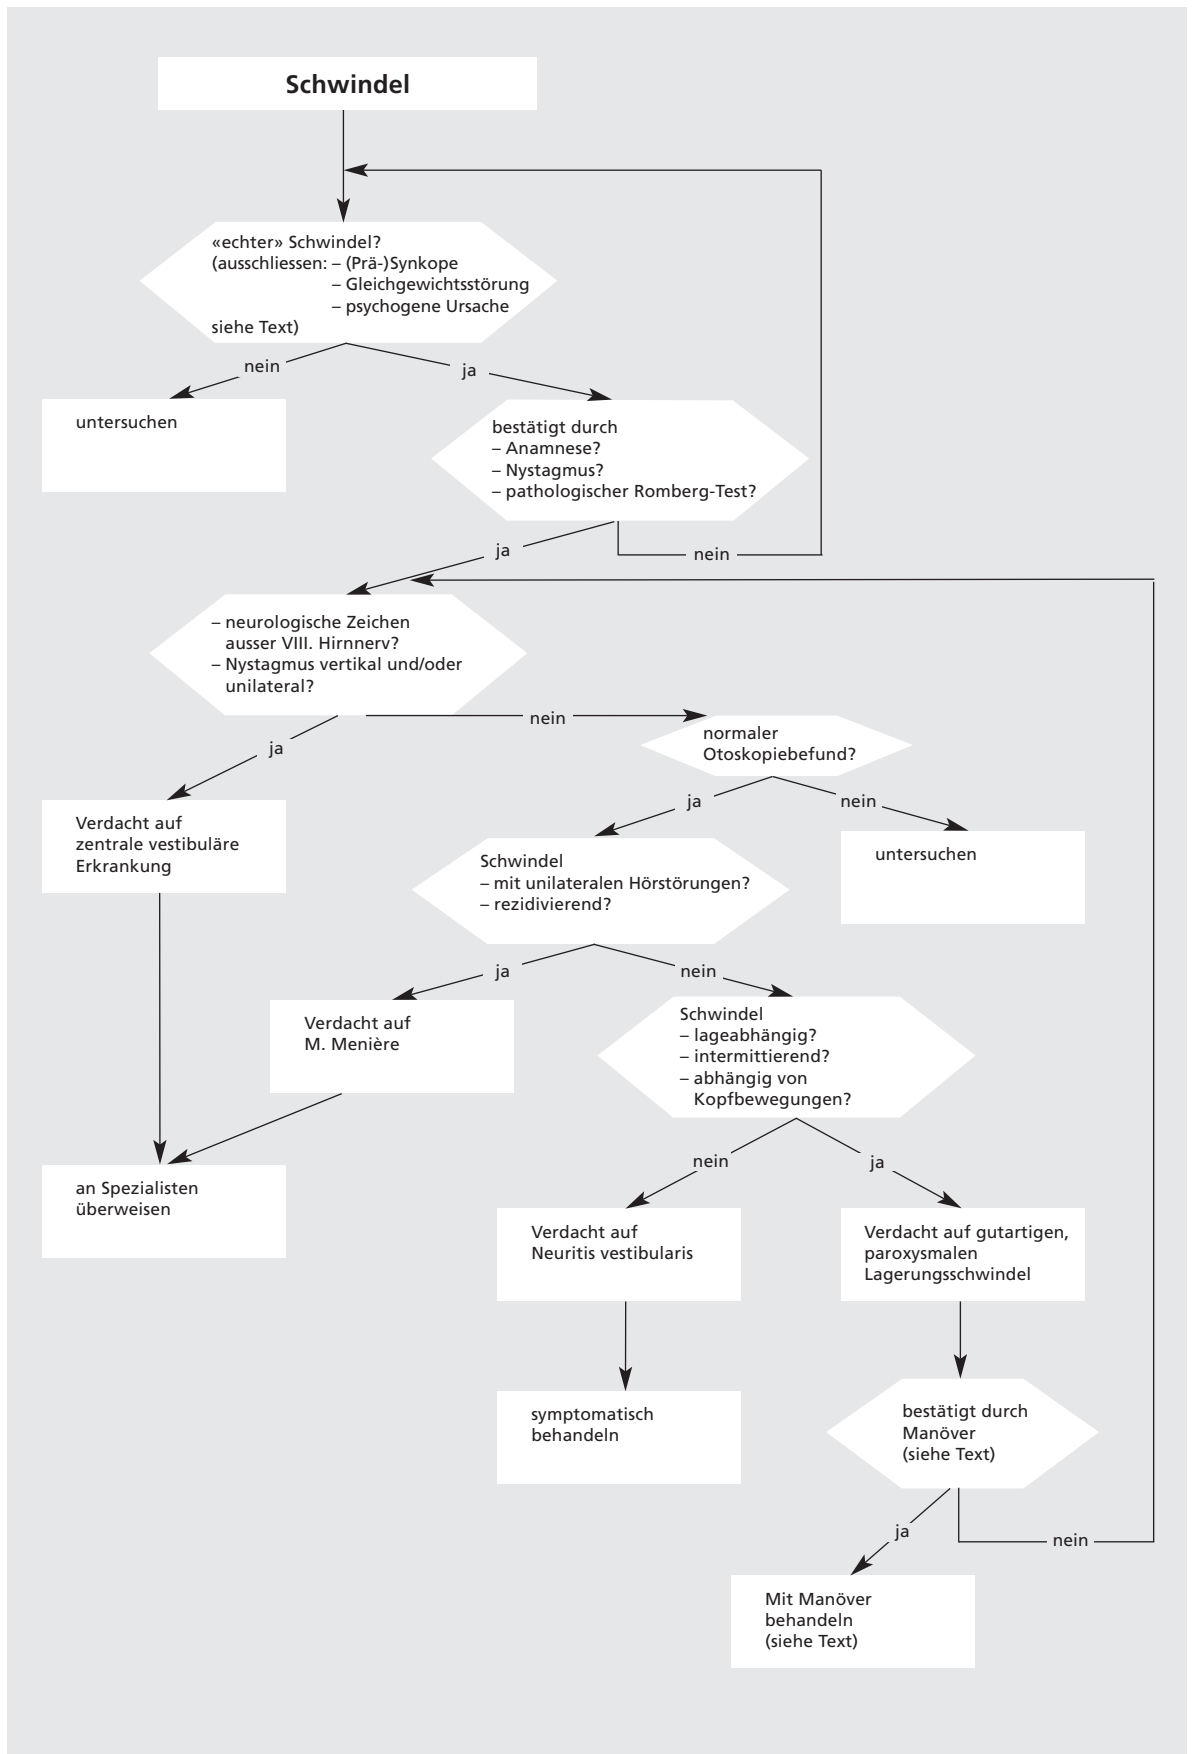 Schwindel
«echter» Schwindel?
(ausschliessen: – (Prä-)Synkope
– Gleichgewichtsstörung
– psychogene Ursache
siehe Text)
nein
ja
untersuchen
bestätigt durch
– Anamnese?
– Nystagmus?
– pathologischer Romberg-Test?
ja
nein
– neurologische Zeichen
ausser VIII. Hirnnerv?
– Nystagmus vertikal und/oder
unilateral?
nein
ja
normaler
Otoskopiebefund?
ja
nein
Verdacht auf
zentrale vestibuläre
Erkrankung
untersuchen
Schwindel
– mit unilateralen Hörstörungen?
– rezidivierend?
ja
nein
Verdacht auf
M. Menière
Schwindel
– lageabhängig?
– intermittierend?
– abhängig von
Kopfbewegungen?
nein
ja
an Spezialisten
überweisen
Verdacht auf
Neuritis vestibularis
Verdacht auf gutartigen,
paroxysmalen
Lagerungsschwindel
symptomatisch
behandeln
bestätigt durch
Manöver
(siehe Text)
ja
nein
Mit Manöver
behandeln
(siehe Text)